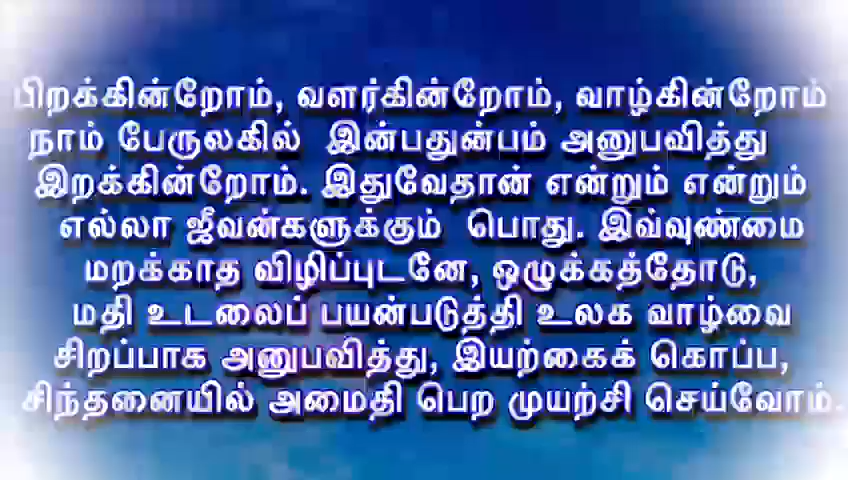 பிறக்கின்றோம், வளர்கின்றோம், வாழ்கின்றோம்
நாம் பேருலகில் இன்பதுன்பம் அனுபவித்து
இறக்கின்றோம். இதுவேதான் என்றும் என்றும்
எல்லா ஜீவன்களுக்கும் பொது. இவ்வுண்மை
மறக்காத விழிப்புடனே, ஒழுக்கத்தோடு,
மதி உடலைப் பயன்படுத்தி உலக வாழ்வை
சிறப்பாக அனுபவித்து, இயற்கைக் கொப்ப,
சிந்தனையில் அமைதி பெற முயற்சி செய்வோம்.